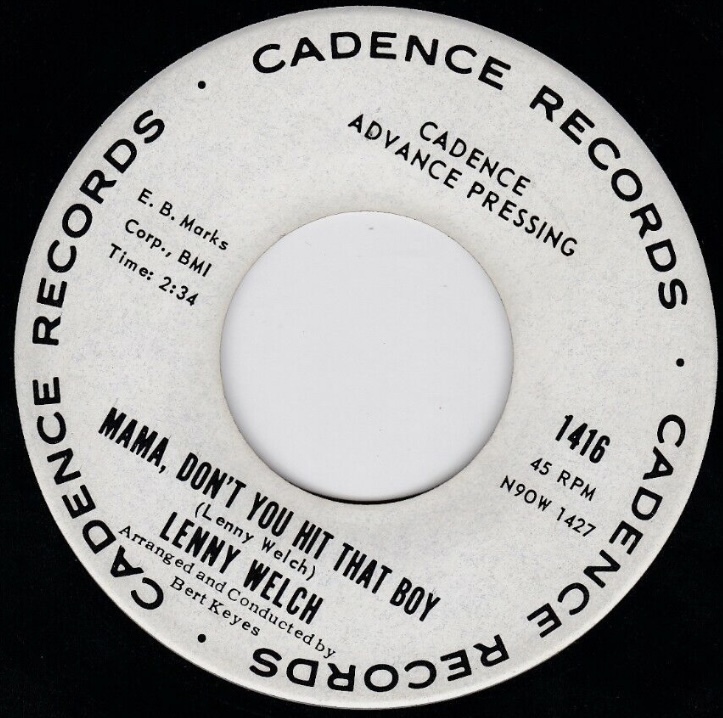 CADENCE RECORDS · CADENCE RECORDS · CADENCE RECORDS ·
CADENCE
ADVANCE PRESSING
E. B. Marks
Corp., BMI
Time: 2:34
1416
45 RPM
N9OW 1427
MAMA, DON'T YOU HIT THAT BOY
(Lenny Welch)
LENNY WELCH
Arranged and Conducted by
Bert Keyes